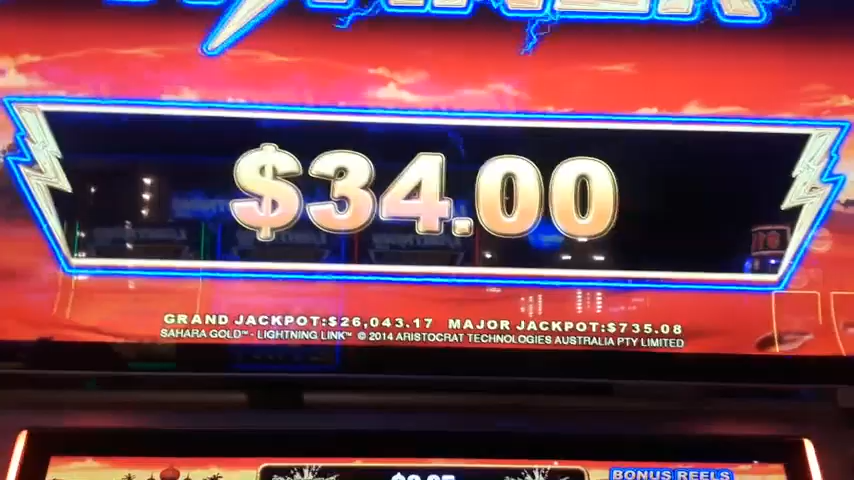 $34.00
GRAND JACKPOT:$26,043.17 MAJOR JACKPOT:$735.08
SAHARA GOLD™ - LIGHTNING LINK™ © 2014 ARISTOCRAT TECHNOLOGIES AUSTRALIA PTY LIMITED
BONUS REELS